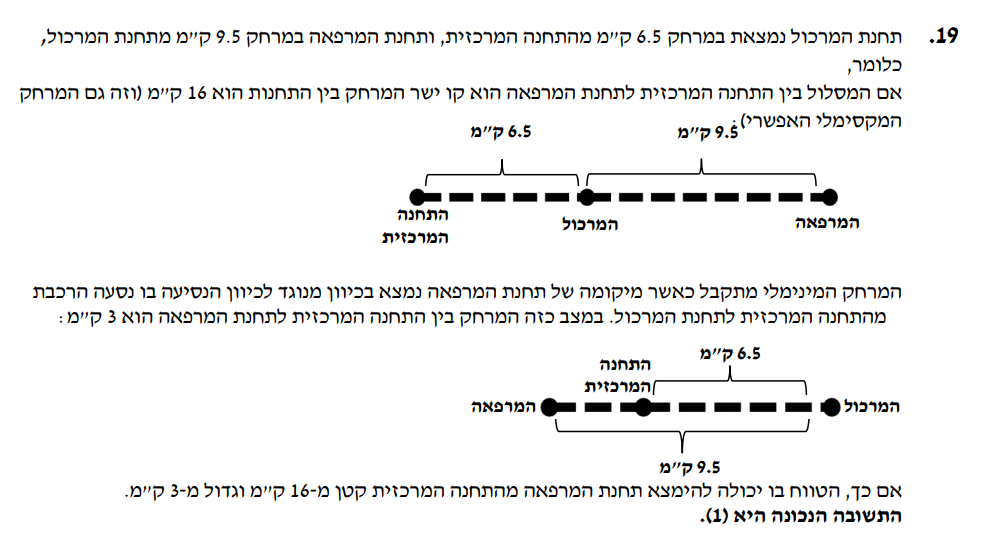 19. תחנת המרכול נמצאת במרחק 6.5 ק"מ מהתחנה המרכזית, ותחנת המרפאה במרחק 9.5 ק"מ מתחנת המרכול,
כלומר,
אם המסלול בין התחנה המרכזית לתחנת המרפאה הוא קו ישר המרחק בין התחנות הוא 16 ק"מ (וזה גם המרחק
המקסימלי האפשרי):
9.5 ק"מ
6.5 ק"מ
המרפאה
המרכול
התחנה
המרכזית
המרחק המינימלי מתקבל כאשר מיקומה של תחנת המרפאה נמצא בכיוון מנוגד לכיוון הנסיעה בו נסעה הרכבת
מהתחנה המרכזית לתחנת המרכול. במצב כזה המרחק בין התחנה המרכזית לתחנת המרפאה הוא 3 ק"מ:
6.5 ק"מ
התחנה
המרכזית
המרכול
המרפאה
9.5 ק"מ
אם כך, הטווח בו יכולה להימצא תחנת המרפאה מהתחנה המרכזית קטן מ-16 ק"מ וגדול מ-3 ק"מ.
התשובה הנכונה היא (1).